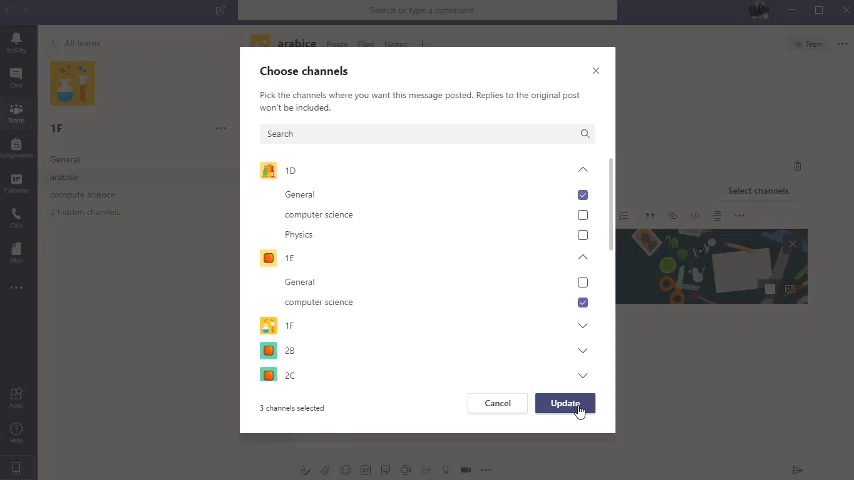 Search or type a command
Activity
Chat
Teams
Assignments
Calendar
Calls
Files
Apps
Help
All teams
1F
General
arabice
compute science
2 hidden channels
arabice Posts Files Notes
Team
Select channels
Choose channels
Pick the channels where you want this message posted. Replies to the original post
won't be included.
Search
1D
General
computer science
Physics
1E
General
computer science
1F
2B
2C
3 channels selected
Cancel
Update